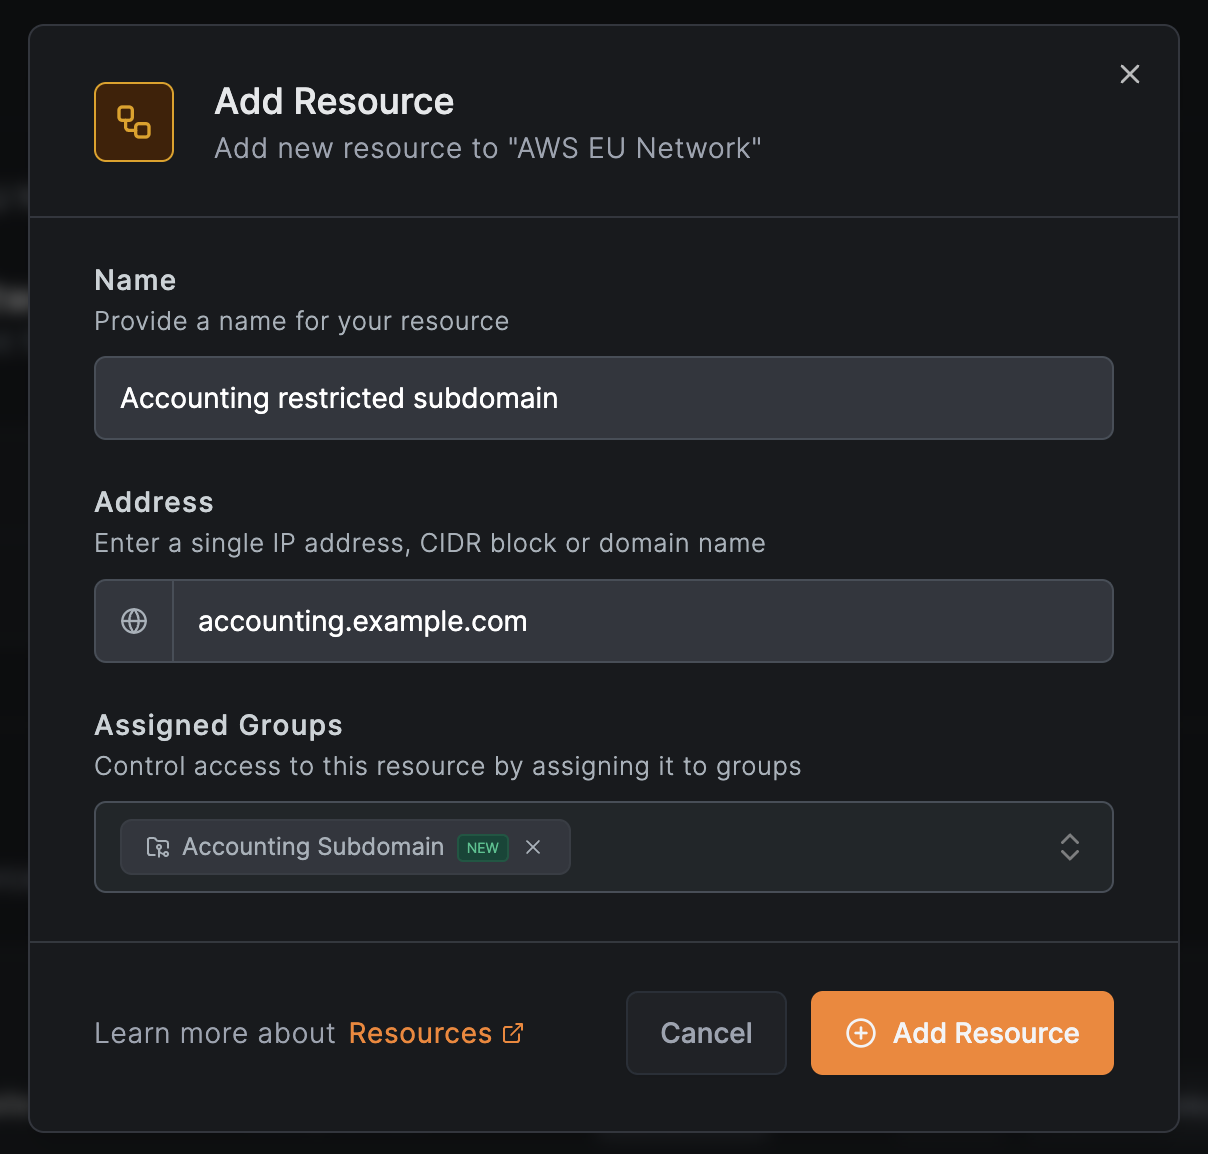 Add Resource
Add new resource to "AWS EU Network"
Name
Provide a name for your resource
Accounting restricted subdomain
Address
Enter a single IP address, CIDR block or domain name
accounting.example.com
Assigned Groups
Control access to this resource by assigning it to groups
Accounting Subdomain NEW
Learn more about Resources
Cancel
Add Resource